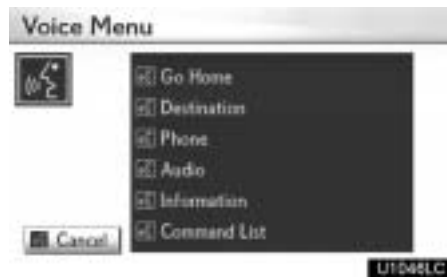 Voice Menu
Go Home
Destination
Phone
Audio
Information
Command List
Cancel
U1046LC